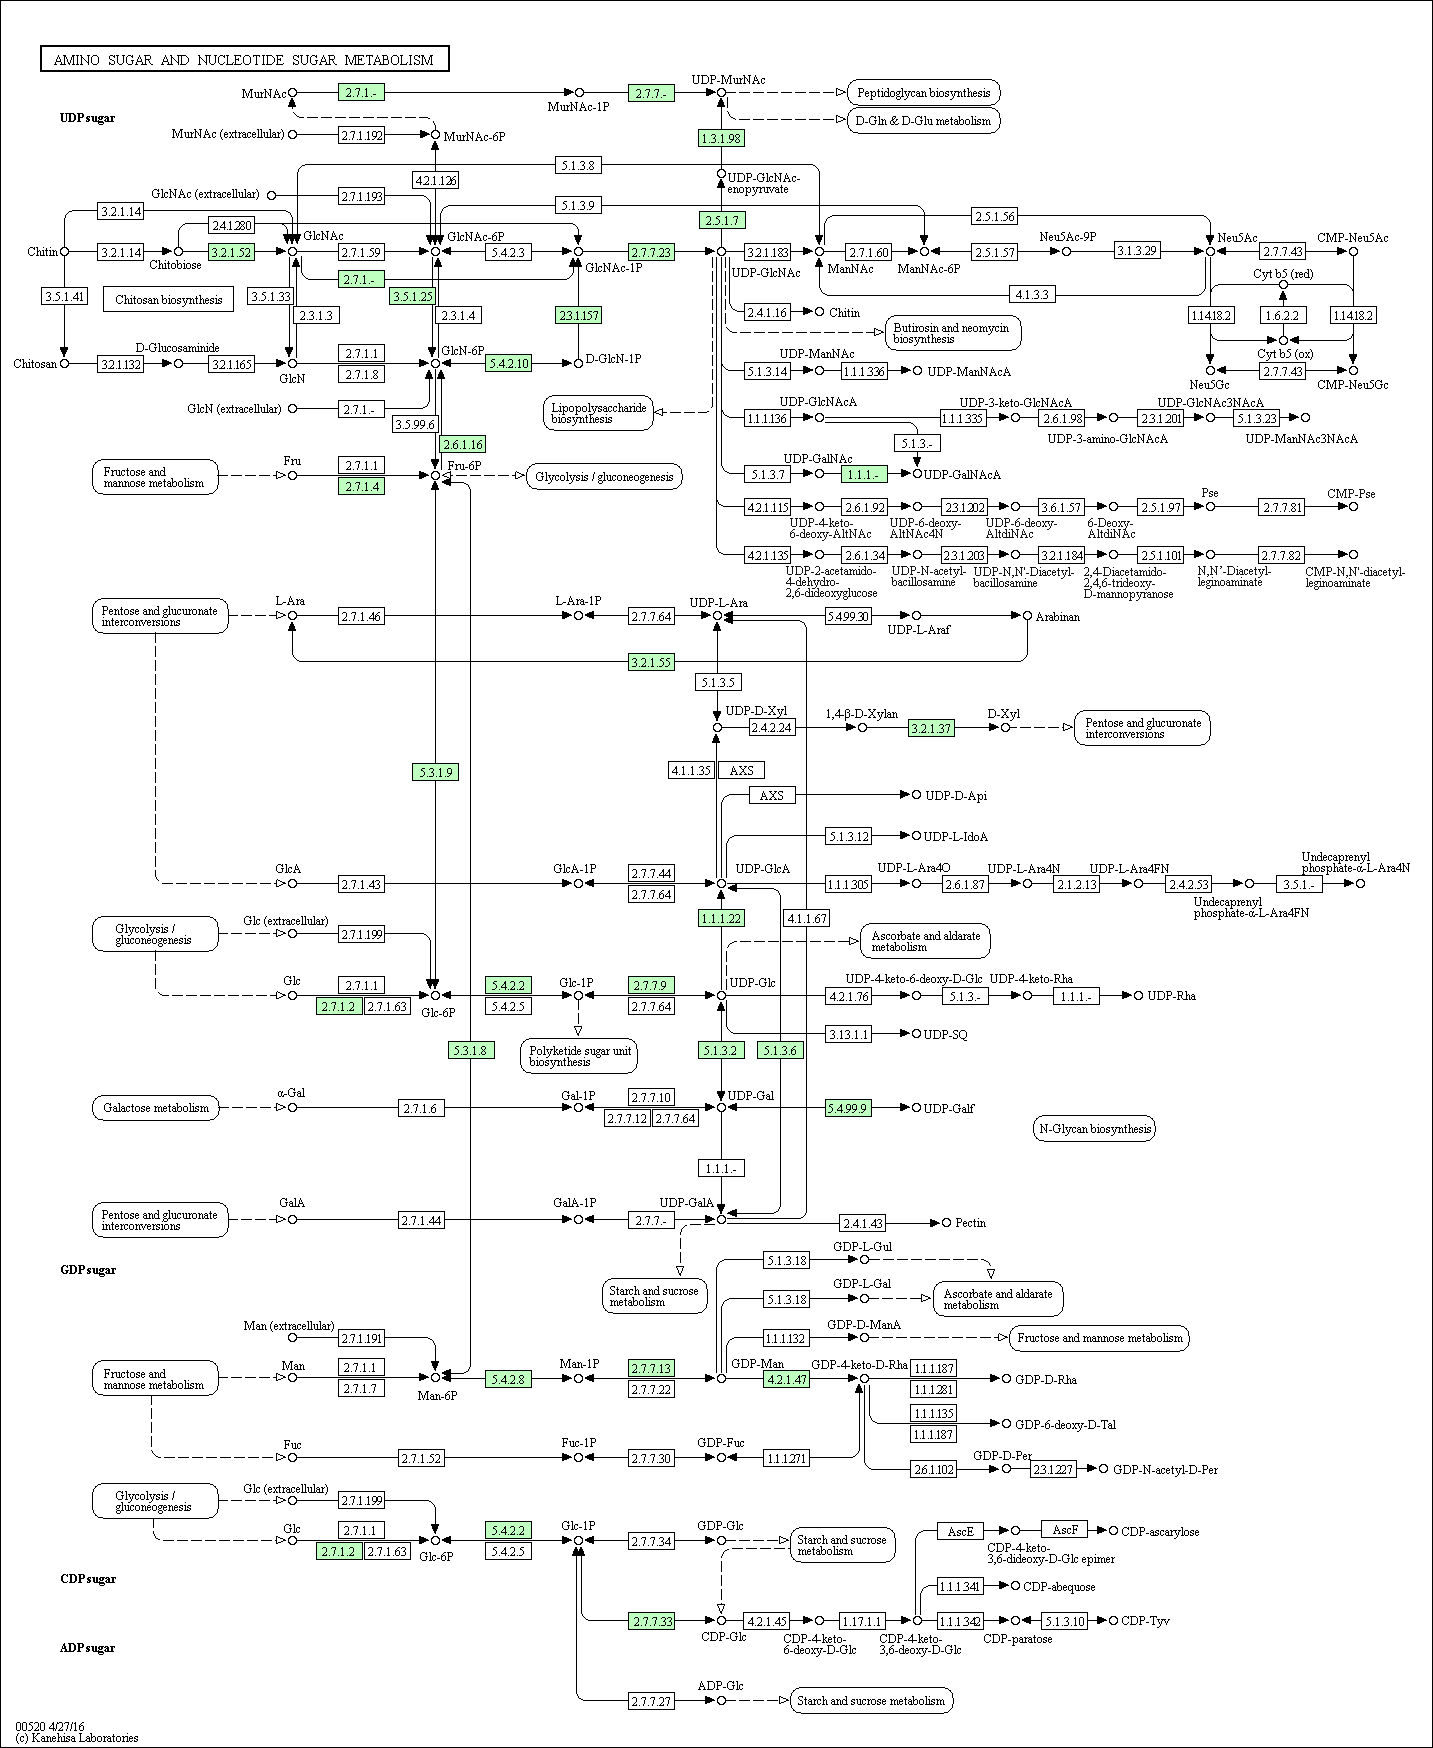 AMINO SUGAR AND NUCLEOTIDE SUGAR METABOLISM
UDP-MurNAc
MurNAc
2.7.1.-
2.7.7.-
Peptidoglycan biosynthesis
MurNAc-1P
UDP sugar
D-Gln & D-Glu metabolism
MurNAc (extracellular)
2.7.1.192
MurNAc-6P
1.3.1.98
5.1.3.8
4.2.1.126
UDP-GlcNAc-
enopyruvate
GlcNAc (extracellular)
2.7.1.193
5.1.3.9
3.2.1.14
2.4.1.280
2.5.1.7
2.5.1.56
GlcNAc
GlcNAc-6P
Neu5Ac-9P
Neu5Ac
CMP-Neu5Ac
Chitin
3.2.1.14
3.2.1.52
2.7.1.59
5.4.2.3
2.7.7.23
3.2.1.183
2.7.1.60
2.5.1.57
3.1.3.29
2.7.7.43
Chitobiose
GlcNAc-1P
UDP-GlcNAc
ManNAc
ManNAc-6P
2.7.1.-
Cyt b5 (red)
3.5.1.41
Chitosan biosynthesis
3.5.1.33
3.5.1.25
4.1.3.3
2.3.1.3
2.3.1.4
2.3.1.157
2.4.1.16
Chitin
1.14.18.2
1.6.2.2
1.14.18.2
Butirosin and neomycin
biosynthesis
D-Glucosaminide
2.7.1.1
GlcN-6P
UDP-ManNAc
Cyt b5 (ox)
Chitosan
3.2.1.132
3.2.1.165
5.4.2.10
D-GlcN-1P
5.1.3.14
1.1.1.336
UDP-ManNAcA
2.7.7.43
GlcN
2.7.1.8
Neu5Gc
CMP-Neu5Gc
GlcN (extracellular)
2.7.1.-
Lipopolysaccharide
biosynthesis
UDP-GlcNAcA
UDP-3-keto-GlcNAcA
UDP-GlcNAc3NAcA
1.1.1.136
1.1.1.335
2.6.1.98
2.3.1.201
5.1.3.23
3.5.99.6
UDP-3-amino-GlcNAcA
UDP-ManNAc3NAcA
2.6.1.16
5.1.3.-
Fructose and
mannose metabolism
Fru
2.7.1.1
2.7.1.4
Fru-6P
Glycolysis / gluconeogenesis
UDP-GalNAc
5.1.3.7
1.1.1.-
UDP-GalNAcA
Pse
CMP-Pse
4.2.1.115
2.6.1.92
2.3.1.202
3.6.1.57
2.5.1.97
2.7.7.81
UDP-4-keto-
6-deoxy-AltNAc
UDP-6-deoxy-
AltNAc4N
UDP-6-deoxy-
AltdiNAc
6-Deoxy-
AltdiNAc
4.2.1.135
2.6.1.34
2.3.1.203
3.2.1.184
2.5.1.101
2.7.7.82
UDP-2-acetamido-
4-dehydro-
2,6-dideoxyglucose
UDP-N-acetyl-
bacillosamine
UDP-N,N'-Diacetyl-
bacillosamine
2,4-Diacetamido-
2,4,6-trideoxy-
D-mannopyranose
N,N'-Diacetyl-
leginoaminate
CMP-N,N'-diacetyl-
leginoaminate
Pentose and glucuronate
interconversions
L-Ara
2.7.1.46
L-Ara-1P
2.7.7.64
UDP-L-Ara
5.4.99.30
UDP-L-Araf
Arabinan
3.2.1.55
5.1.3.5
UDP-D-Xyl
2.4.2.24
1,4-β-D-Xylan
3.2.1.37
D-Xyl
Pentose and glucuronate
interconversions
5.3.1.9
4.1.1.35
AXS
AXS
UDP-D-Api
5.1.3.12
UDP-L-IdoA
GlcA
2.7.1.43
GlcA-1P
2.7.7.44
2.7.7.64
UDP-GlcA
UDP-L-Ara4O
UDP-L-Ara4N
UDP-L-Ara4FN
Undecaprenyl
phosphate-α-L-Ara4N
1.1.1.305
2.6.1.87
2.1.2.13
2.4.2.53
3.5.1.-
Undecaprenyl
phosphate-α-L-Ara4FN
Glycolysis /
gluconeogenesis
Glc (extracellular)
2.7.1.199
1.1.1.22
4.1.1.67
Ascorbate and aldarate
metabolism
Glc
2.7.1.1
2.7.1.2
2.7.1.63
Glc-6P
5.4.2.2
5.4.2.5
Glc-1P
2.7.7.9
2.7.7.64
UDP-Glc
UDP-4-keto-6-deoxy-D-Glc
UDP-4-keto-Rha
4.2.1.76
5.1.3.-
1.1.1.-
UDP-Rha
3.13.1.1
UDP-SQ
5.3.1.8
Polyketide sugar unit
biosynthesis
5.1.3.2
5.1.3.6
Galactose metabolism
α-Gal
2.7.1.6
Gal-1P
2.7.7.10
2.7.7.12
2.7.7.64
UDP-Gal
5.4.99.9
UDP-Galf
N-Glycan biosynthesis
1.1.1.-
Pentose and glucuronate
interconversions
GalA
2.7.1.44
GalA-1P
2.7.7.-
UDP-GalA
2.4.1.43
Pectin
GDP sugar
Starch and sucrose
metabolism
5.1.3.18
GDP-L-Gul
5.1.3.18
GDP-L-Gal
Ascorbate and aldarate
metabolism
Man (extracellular)
2.7.1.191
1.1.1.132
GDP-D-ManA
Fructose and mannose metabolism
Fructose and
mannose metabolism
Man
2.7.1.1
2.7.1.7
Man-6P
5.4.2.8
Man-1P
2.7.7.13
2.7.7.22
GDP-Man
4.2.1.47
GDP-4-keto-D-Rha
1.1.1.187
1.1.1.281
GDP-D-Rha
1.1.1.135
1.1.1.187
GDP-6-deoxy-D-Tal
Fuc
2.7.1.52
Fuc-1P
2.7.7.30
GDP-Fuc
1.1.1.271
2.6.1.102
GDP-D-Per
2.3.1.227
GDP-N-acetyl-D-Per
Glycolysis /
gluconeogenesis
Glc (extracellular)
2.7.1.199
Glc
2.7.1.1
2.7.1.2
2.7.1.63
Glc-6P
5.4.2.2
5.4.2.5
Glc-1P
2.7.7.34
GDP-Glc
Starch and sucrose
metabolism
AscE
AscF
CDP-ascarylose
CDP-4-keto-
3,6-dideoxy-D-Glc epimer
CDP sugar
1.1.1.341
CDP-abequose
2.7.7.33
CDP-Glc
4.2.1.45
CDP-4-keto-
6-deoxy-D-Glc
1.17.1.1
CDP-4-keto-
3,6-deoxy-D-Glc
1.1.1.342
CDP-paratose
5.1.3.10
CDP-Tyv
ADP sugar
2.7.7.27
ADP-Glc
Starch and sucrose metabolism
00520 4/27/16
(c) Kanehisa Laboratories